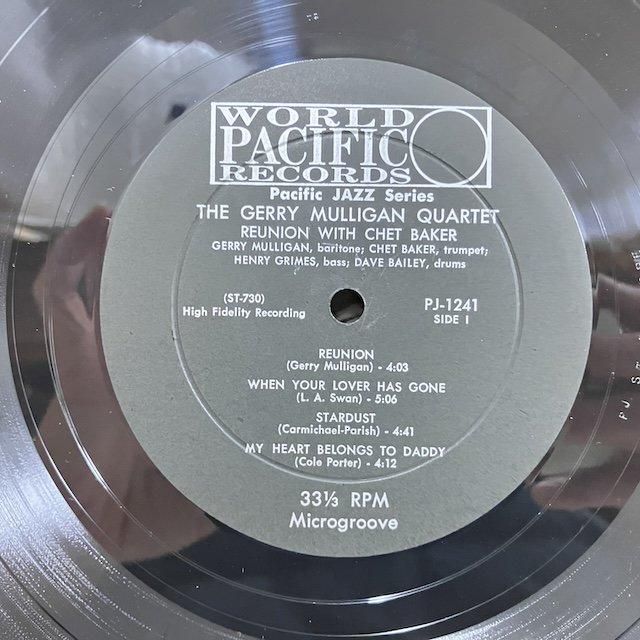 WORLD
PACIFIC
RECORDS
Pacific JAZZ Series
THE GERRY MULLIGAN QUARTET
REUNION WITH CHET BAKER
GERRY MULLIGAN, baritone; CHET BAKER, trumpet;
HENRY GRIMES, bass; DAVE BAILEY, drums
(ST-730)
High Fidelity Recording
PJ-1241
SIDE 1
REUNION
(Gerry Mulligan) - 4:03
WHEN YOUR LOVER HAS GONE
(L. A. Swan) - 5:06
STARDUST
(Carmichael-Parish) - 4:41
MY HEART BELONGS TO DADDY
(Cole Porter) - 4:12
33⅓ RPM
Microgroove